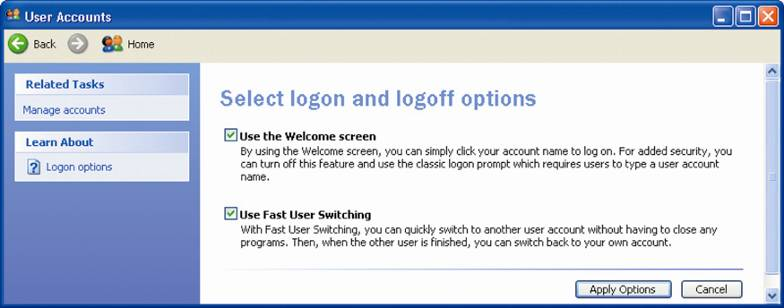 User Accounts
Back
Home
Related Tasks
Manage accounts
Learn About
Logon options
Select logon and logoff options
Use the Welcome screen
By using the Welcome screen, you can simply click your account name to log on. For added security, you
can turn off this feature and use the classic logon prompt which requires users to type a user account
name.
Use Fast User Switching
With Fast User Switching, you can quickly switch to another user account without having to close any
programs. Then, when the other user is finished, you can switch back to your own account.
Apply Options
Cancel